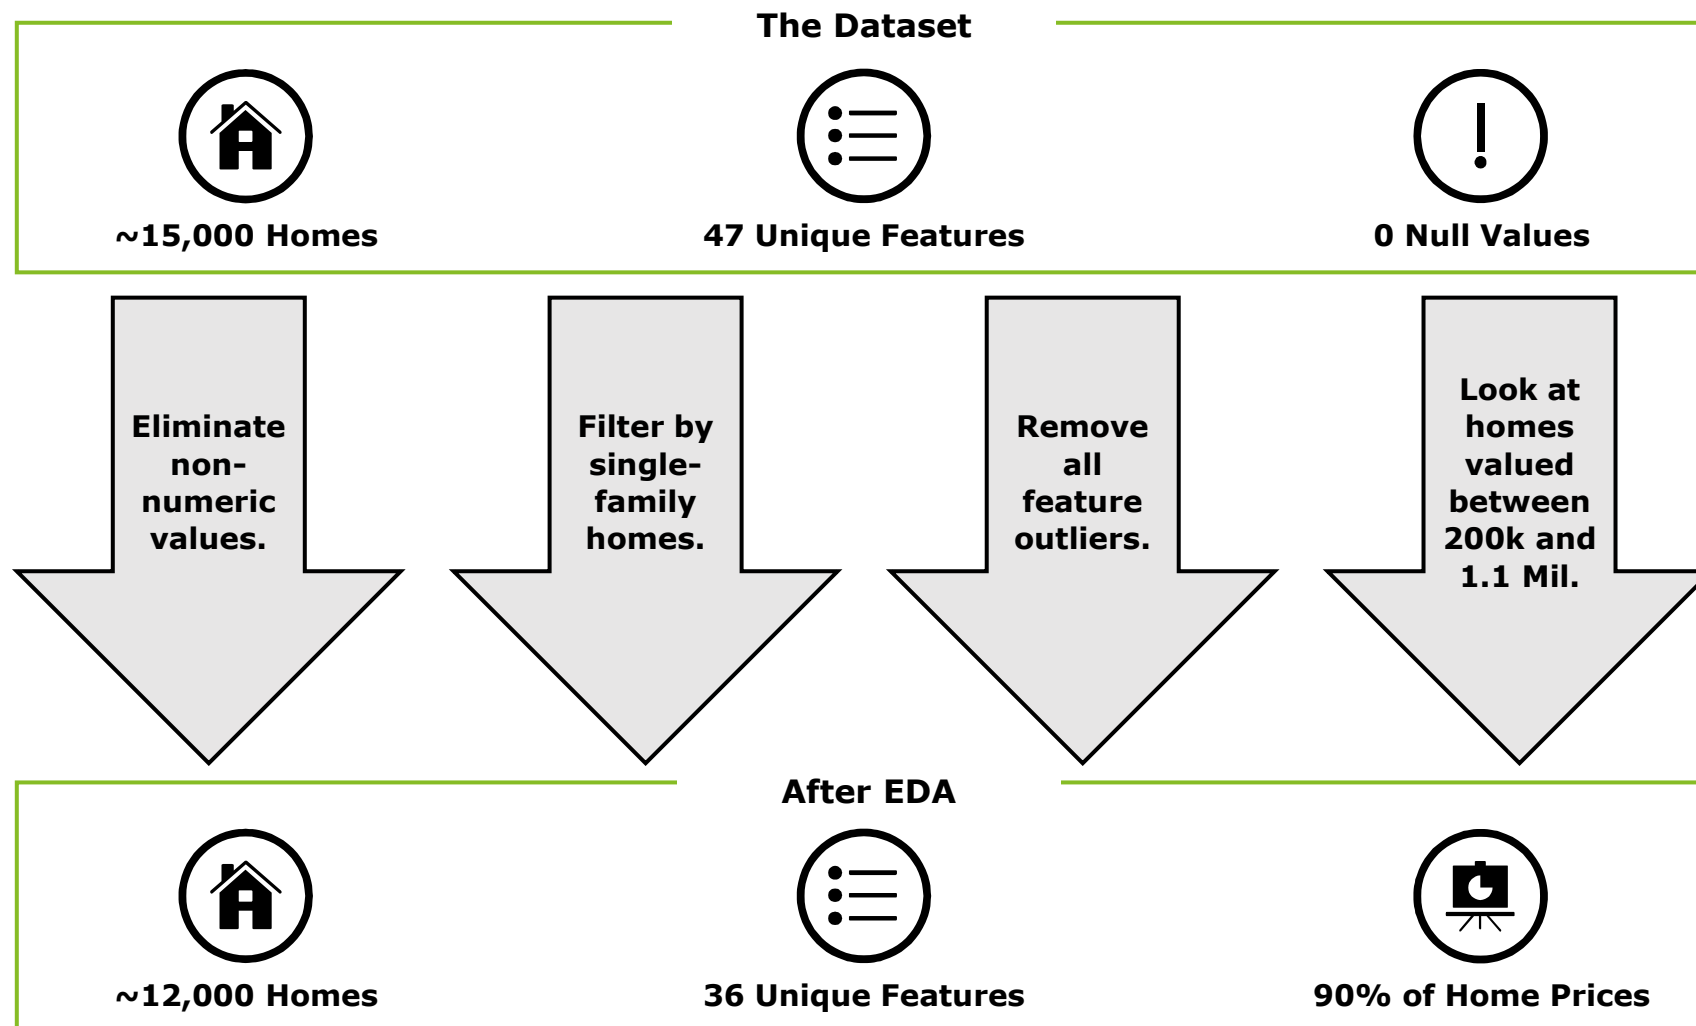 The Dataset
~15,000 Homes
47 Unique Features
0 Null Values
Eliminate
non-
numeric
values.
Filter by
single-
family
homes.
Remove
all
feature
outliers.
Look at
homes
valued
between
200k and
1.1 Mil.
After EDA
~12,000 Homes
36 Unique Features
90% of Home Prices